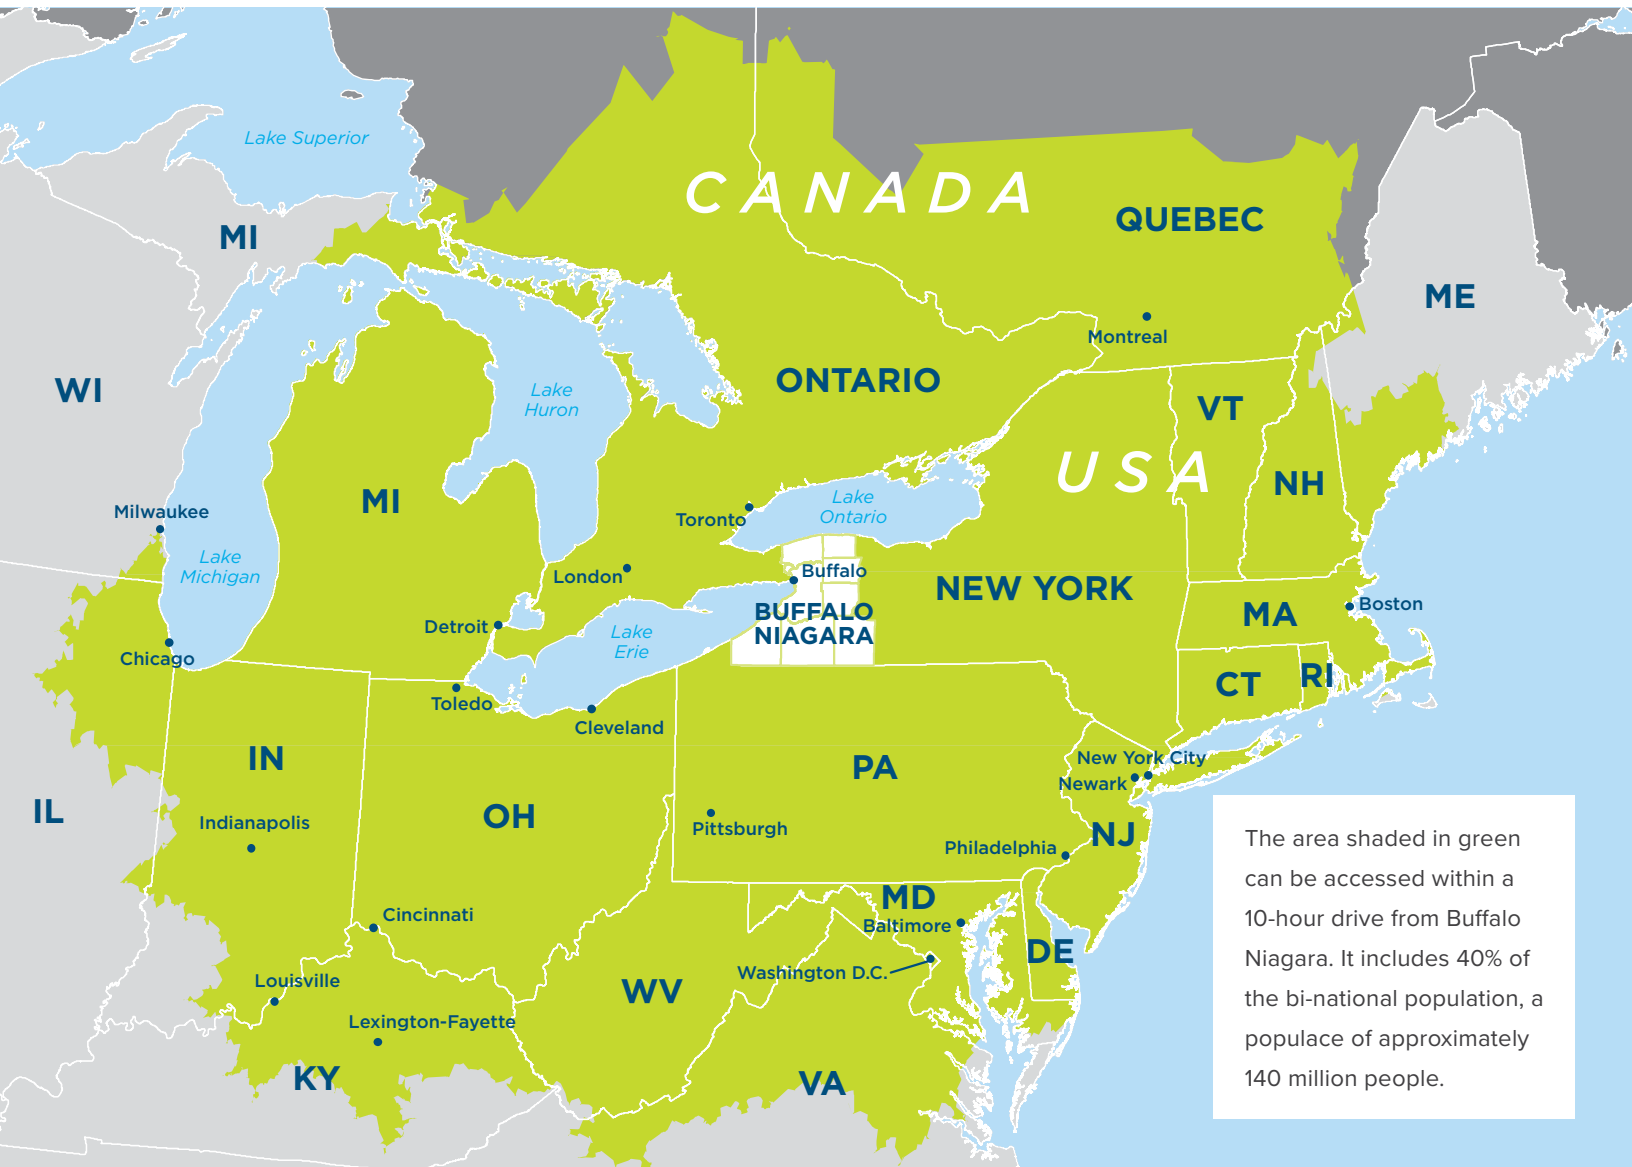 Lake Superior
CANADA
QUEBEC
MI
ME
Montreal
WI
ONTARIO
Lake
Huron
VT
USA
NH
MI
Lake
Ontario
Milwaukee
Toronto
Lake
Michigan
London
Buffalo
NEW YORK
BUFFALO
NIAGARA
MA
Boston
Detroit
Lake
Erie
Chicago
CT
RI
Toledo
Cleveland
IN
PA
New York City
Newark
IL
Indianapolis
OH
Pittsburgh
Philadelphia
NJ
MD
Cincinnati
Baltimore
DE
Louisville
Washington D.C.
WV
Lexington-Fayette
KY
VA
The area shaded in green
can be accessed within a
10-hour drive from Buffalo
Niagara. It includes 40% of
the bi-national population, a
populace of approximately
140 million people.